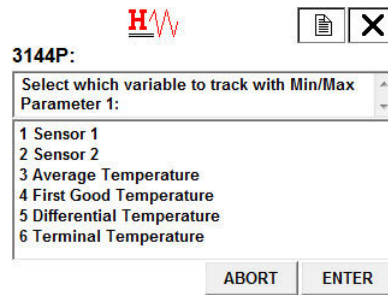 H
3144P:
Select which variable to track with Min/Max
Parameter 1:
1 Sensor 1
2 Sensor 2
3 Average Temperature
4 First Good Temperature
5 Differential Temperature
6 Terminal Temperature
ABORT ENTER